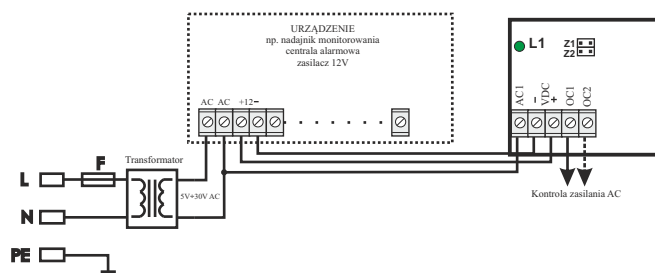 URZĄDZENIE
np. nadajnik monitorowania
centrala alarmowa
zasilacz 12V
AC AC +12 −
L1
Z1
Z2
AC1 − VDC + OC1 OC2
F
Transformator
L
5V+30V AC
N
PE
Kontrola zasilania AC